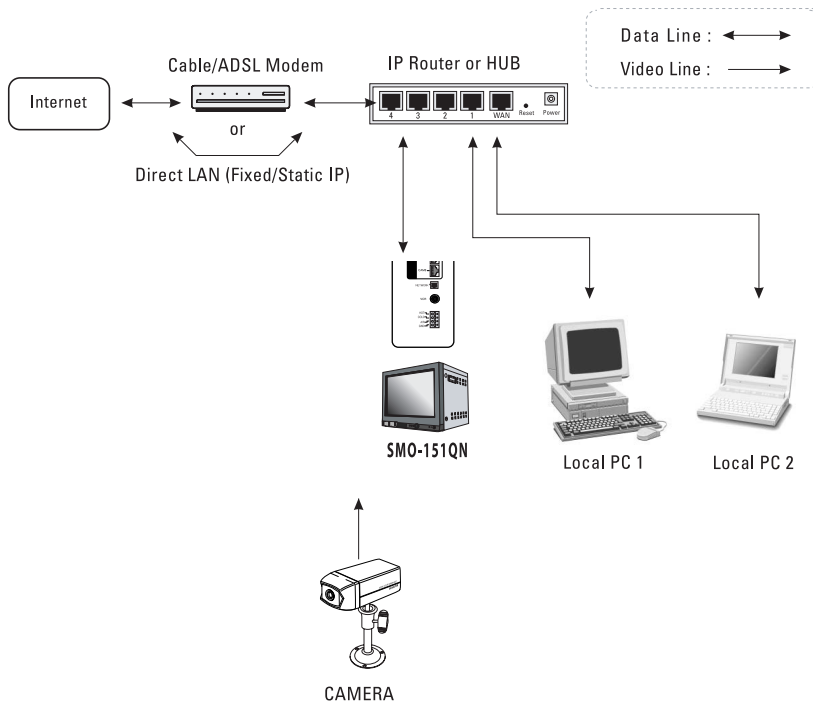 Data Line :
Video Line :
Cable/ADSL Modem
IP Router or HUB
Internet
4 3 2 1 WAN Reset Power
or
Direct LAN (Fixed/Static IP)
SMO-151QN
Local PC 1
Local PC 2
CAMERA